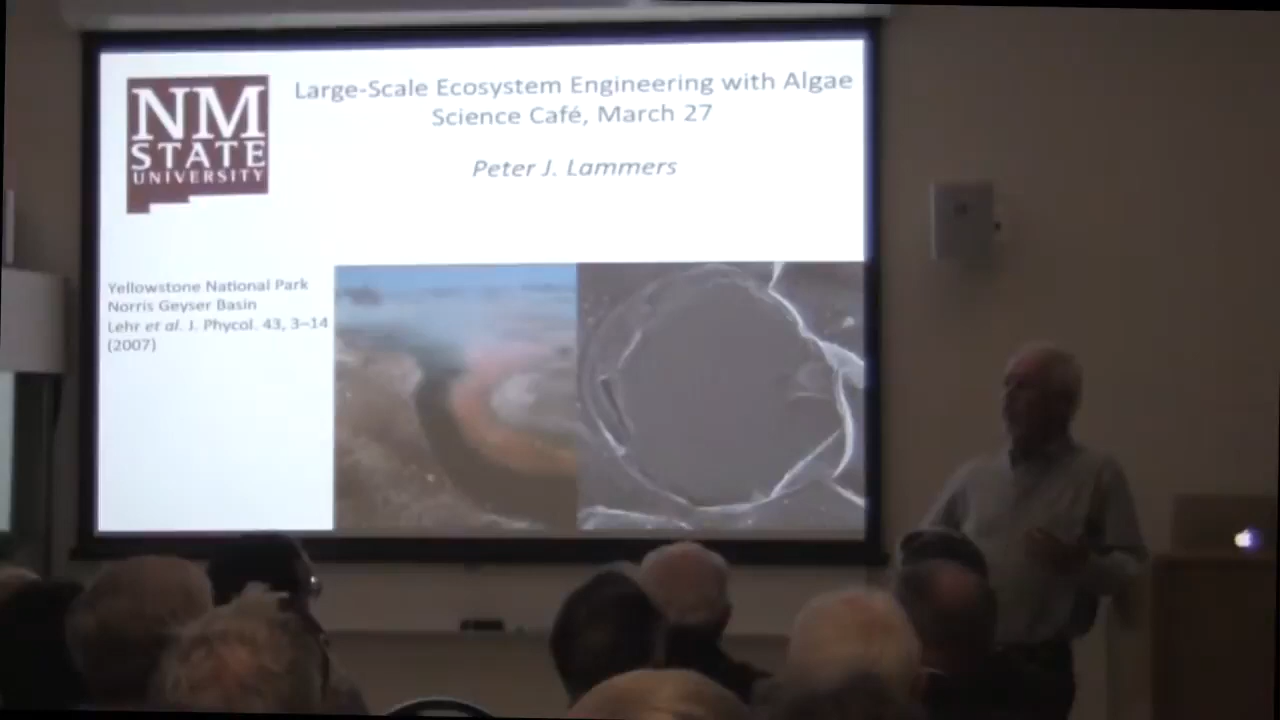 NM
STATE
UNIVERSITY
Large-Scale Ecosystem Engineering with Algae
Science Café, March 27
Peter J. Lammers
Yellowstone National Park
Norris Geyser Basin
Lehr et al. J. Phycol. 43, 3–14
(2007)